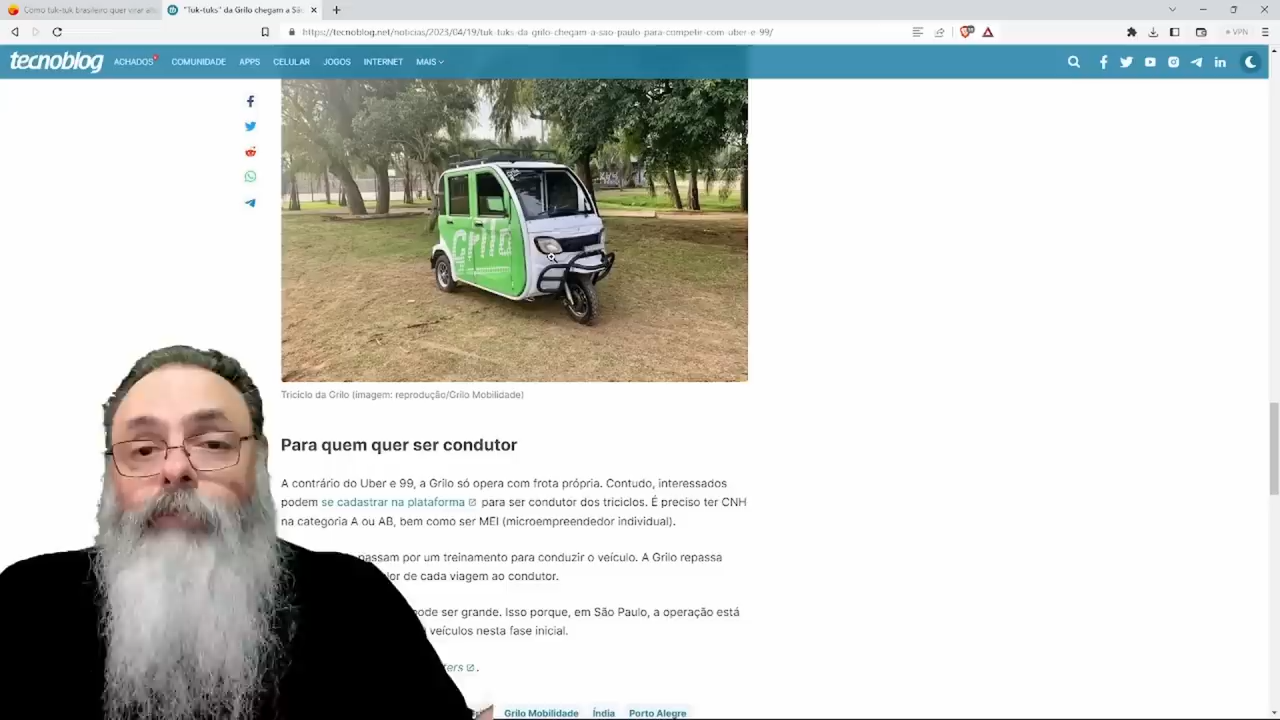 Como tuk-tuk brasileiro quer virar alt
"Tuk-tuks" da Grilo chegam a Sã
https://tecnoblog.net/noticias/2023/04/19/tuk-tuks-da-grilo-chegam-a-sao-paulo-para-competir-com-uber-e-99/
VPN
tecnoblog
ACHADOS
COMUNIDADE
APPS
CELULAR
JOGOS
INTERNET
MAIS
Grilo
Triciclo da Grilo (imagem: reprodução/Grilo Mobilidade)
Para quem quer ser condutor
A contrário do Uber e 99, a Grilo só opera com frota própria. Contudo, interessados
podem se cadastrar na plataforma para ser condutor dos triciclos. É preciso ter CNH
na categoria A ou AB, bem como ser MEI (microempreendedor individual).
passam por um treinamento para conduzir o veículo. A Grilo repassa
lor de cada viagem ao condutor.
pode ser grande. Isso porque, em São Paulo, a operação está
veículos nesta fase inicial.
ters.
Grilo Mobilidade
Índia
Porto Alegre